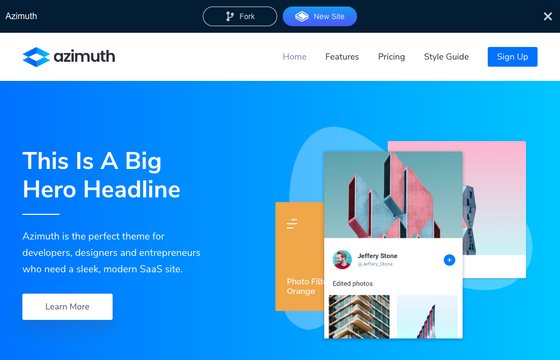 Azimuth
Fork
New Site
azimuth
Home Features Pricing Style Guide Sign Up
This Is A Big
Hero Headline
Azimuth is the perfect theme for
developers, designers and entrepreneurs
who need a sleek, modern SaaS site.
Learn More
Photo Filt
Orange
Jeffery Stone
@Jeffery_Stone
Edited photos